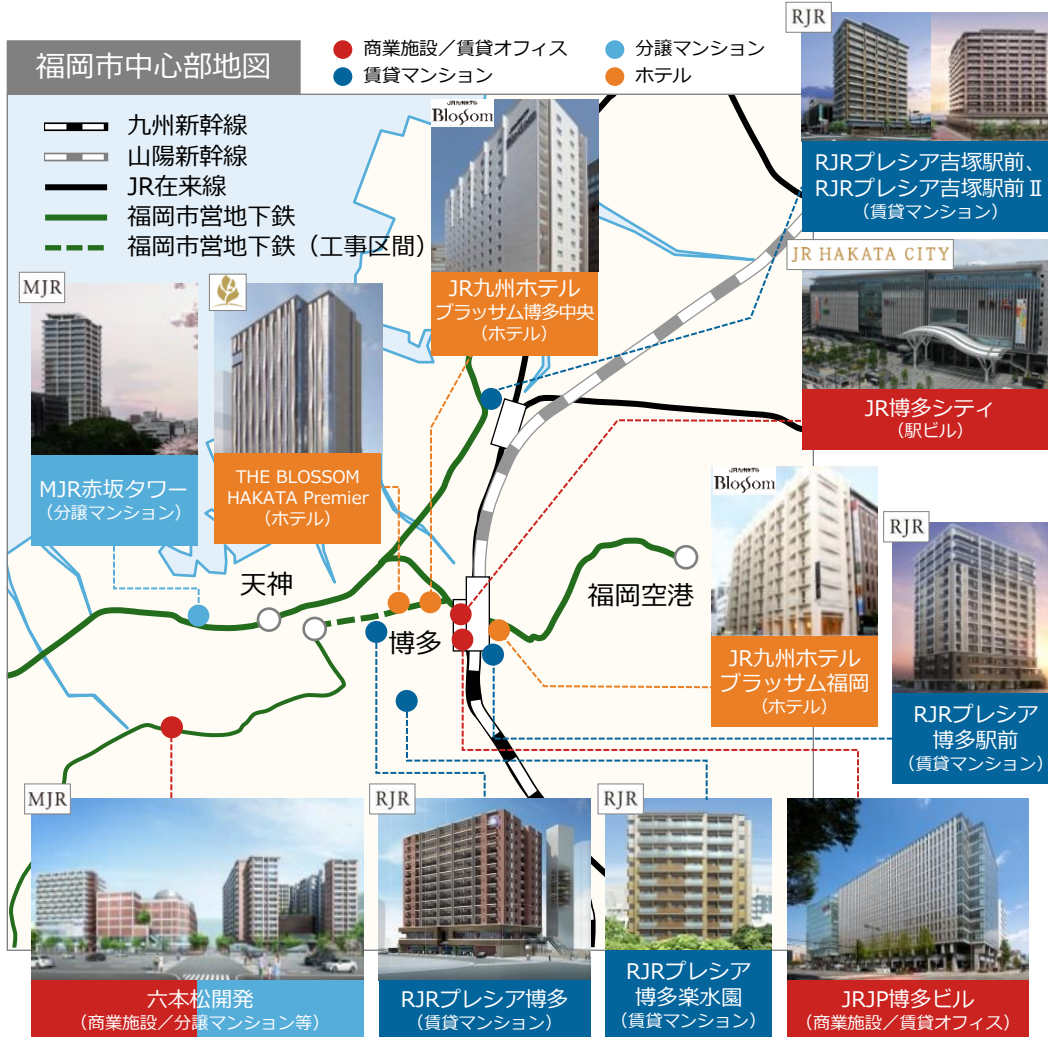 福岡市中心部地図
商業施設／賃貸オフィス
分譲マンション
賃貸マンション
ホテル
九州新幹線
山陽新幹線
JR在来線
福岡市営地下鉄
福岡市営地下鉄（工事区間）
JR九州ホテル
Blossom
JR九州ホテル
ブラッサム博多中央
（ホテル）
RJR
RJRプレシア吉塚駅前、
RJRプレシア吉塚駅前Ⅱ
（賃貸マンション）
JR HAKATA CITY
JR博多シティ
（駅ビル）
MJR
MJR赤坂タワー
（分譲マンション）
THE BLOSSOM
HAKATA Premier
（ホテル）
JR九州ホテル
Blossom
JR九州ホテル
ブラッサム福岡
（ホテル）
RJR
RJRプレシア
博多駅前
（賃貸マンション）
天神
博多
福岡空港
MJR
六本松開発
（商業施設／分譲マンション等）
RJR
RJRプレシア博多
（賃貸マンション）
RJR
RJRプレシア
博多楽水園
（賃貸マンション）
JRJP博多ビル
（商業施設／賃貸オフィス）